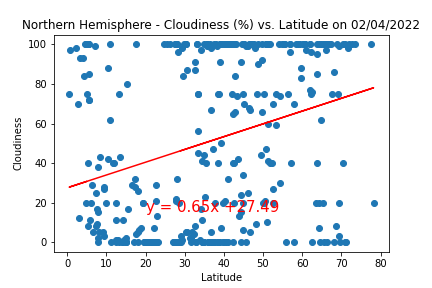 Northern Hemisphere - Cloudiness (%) vs. Latitude on 02/04/2022
100
80
60
40
20
0
Cloudiness
y = 0.65x +27.49
0 10 20 30 40 50 60 70 80
Latitude